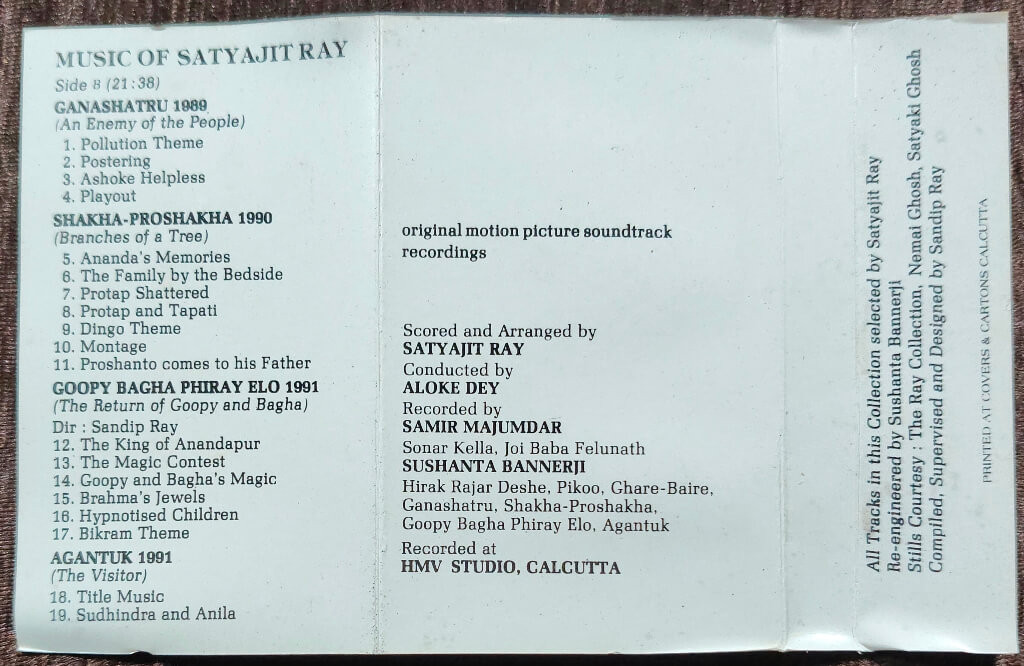 MUSIC OF SATYAJIT RAY
Side 8 (21:38)
GANASHATRU 1989
(An Enemy of the People)
1. Pollution Theme
2. Postering
3. Ashoke Helpless
4. Playout
SHAKHA-PROSHAKHA 1990
(Branches of a Tree)
5. Ananda's Memories
6. The Family by the Bedside
7. Protap Shattered
8. Protap and Tapati
9. Dingo Theme
10. Montage
11. Proshanto comes to his Father
GOOPY BAGHA PHIRAY ELO 1991
(The Return of Goopy and Bagha)
Dir : Sandip Ray
12. The King of Anandapur
13. The Magic Contest
14. Goopy and Bagha's Magic
15. Brahma's Jewels
16. Hypnotised Children
17. Bikram Theme
AGANTUK 1991
(The Visitor)
18. Title Music
19. Sudhindra and Anila
original motion picture soundtrack
recordings
Scored and Arranged by
SATYAJIT RAY
Conducted by
ALOKE DEY
Recorded by
SAMIR MAJUMDAR
Sonar Kella, Joi Baba Felunath
SUSHANTA BANNERJI
Hirak Rajar Deshe, Pikoo, Ghare-Baire,
Ganashatru, Shakha-Proshakha,
Goopy Bagha Phiray Elo, Agantuk
Recorded at
HMV STUDIO, CALCUTTA
All Tracks in this Collection selected by Satyajit Ray
Re-engineered by Sushanta Bannerji
Stills Courtesy : The Ray Collection, Nemai Ghosh, Satyaki Ghosh
Compiled, Supervised and Designed by Sandip Ray
PRINTED AT COVERS & CARTONS CALCUTTA